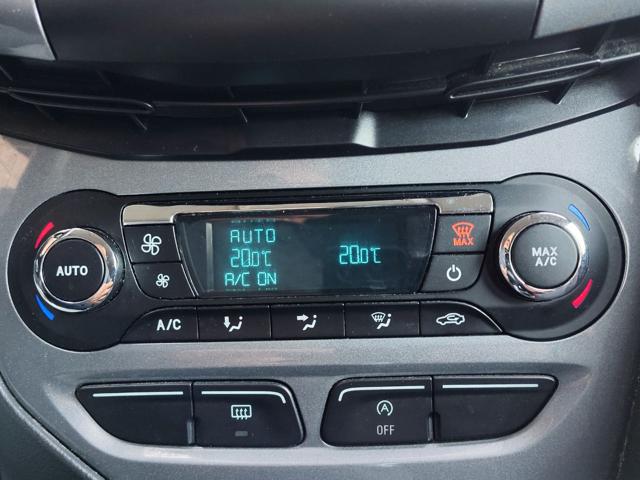 AUTO
20.0°C
A/C ON
20.0°C
MAX
AUTO
MAX
A/C
A/C
A
OFF